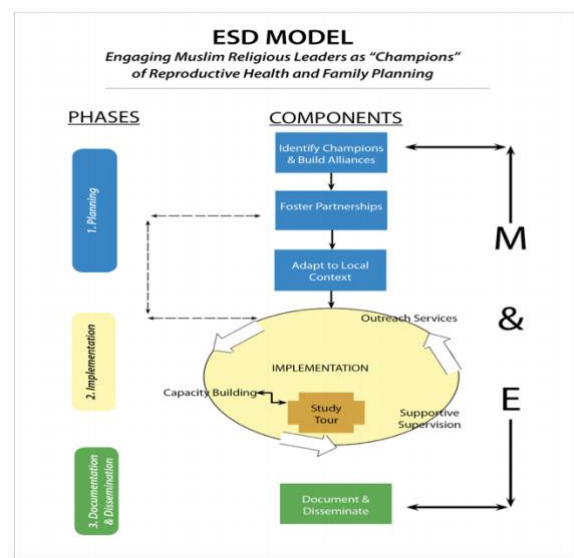 ESD MODEL
Engaging Muslim Religious Leaders as “Champions”
of Reproductive Health and Family Planning
PHASES
COMPONENTS
1. Planning
Identify Champions
& Build Alliances
Foster Partnerships
Adapt to Local
Context
M
&
E
2. Implementation
Outreach Services
IMPLEMENTATION
Capacity Building
Study
Tour
Supportive
Supervision
3. Documentation
& Dissemination
Document &
Disseminate